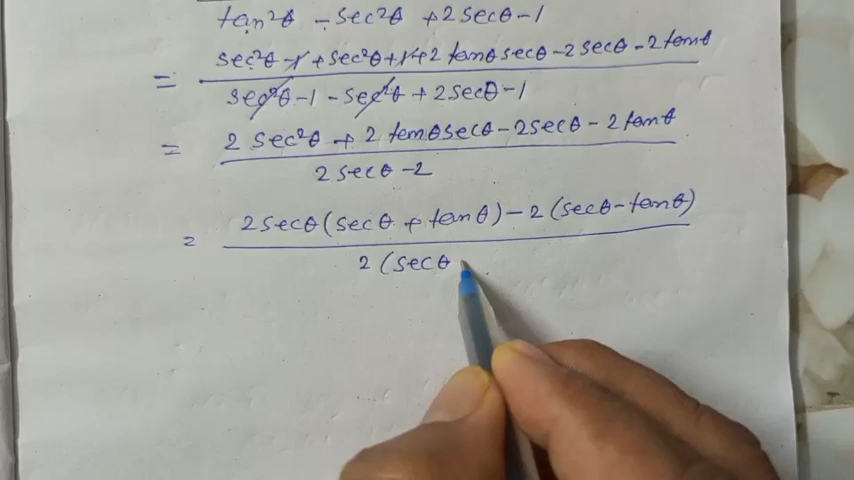 tan²θ - sec²θ + 2 secθ - 1
= sec²θ - 1 + sec²θ + 1 + 2 tanθ secθ - 2 secθ - 2 tanθ
sec²θ - 1 - sec²θ + 2 secθ - 1
= 2 sec²θ + 2 tanθ secθ - 2 secθ - 2 tanθ
2 secθ - 2
= 2 secθ (secθ + tanθ) - 2 (secθ - tanθ)
2 (secθ